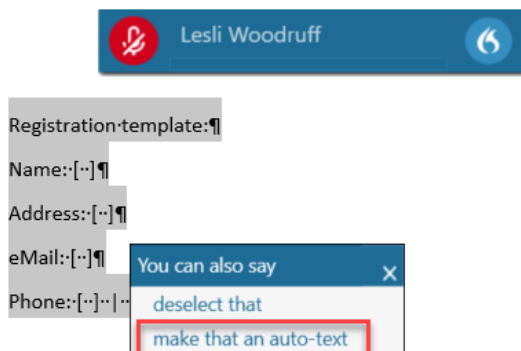 Lesli Woodruff
Registration·template:¶
Name:·[··]¶
Address:·[··]¶
eMail:·[··]¶
You can also say
Phone:·[··]·|·
deselect that
make that an auto-text